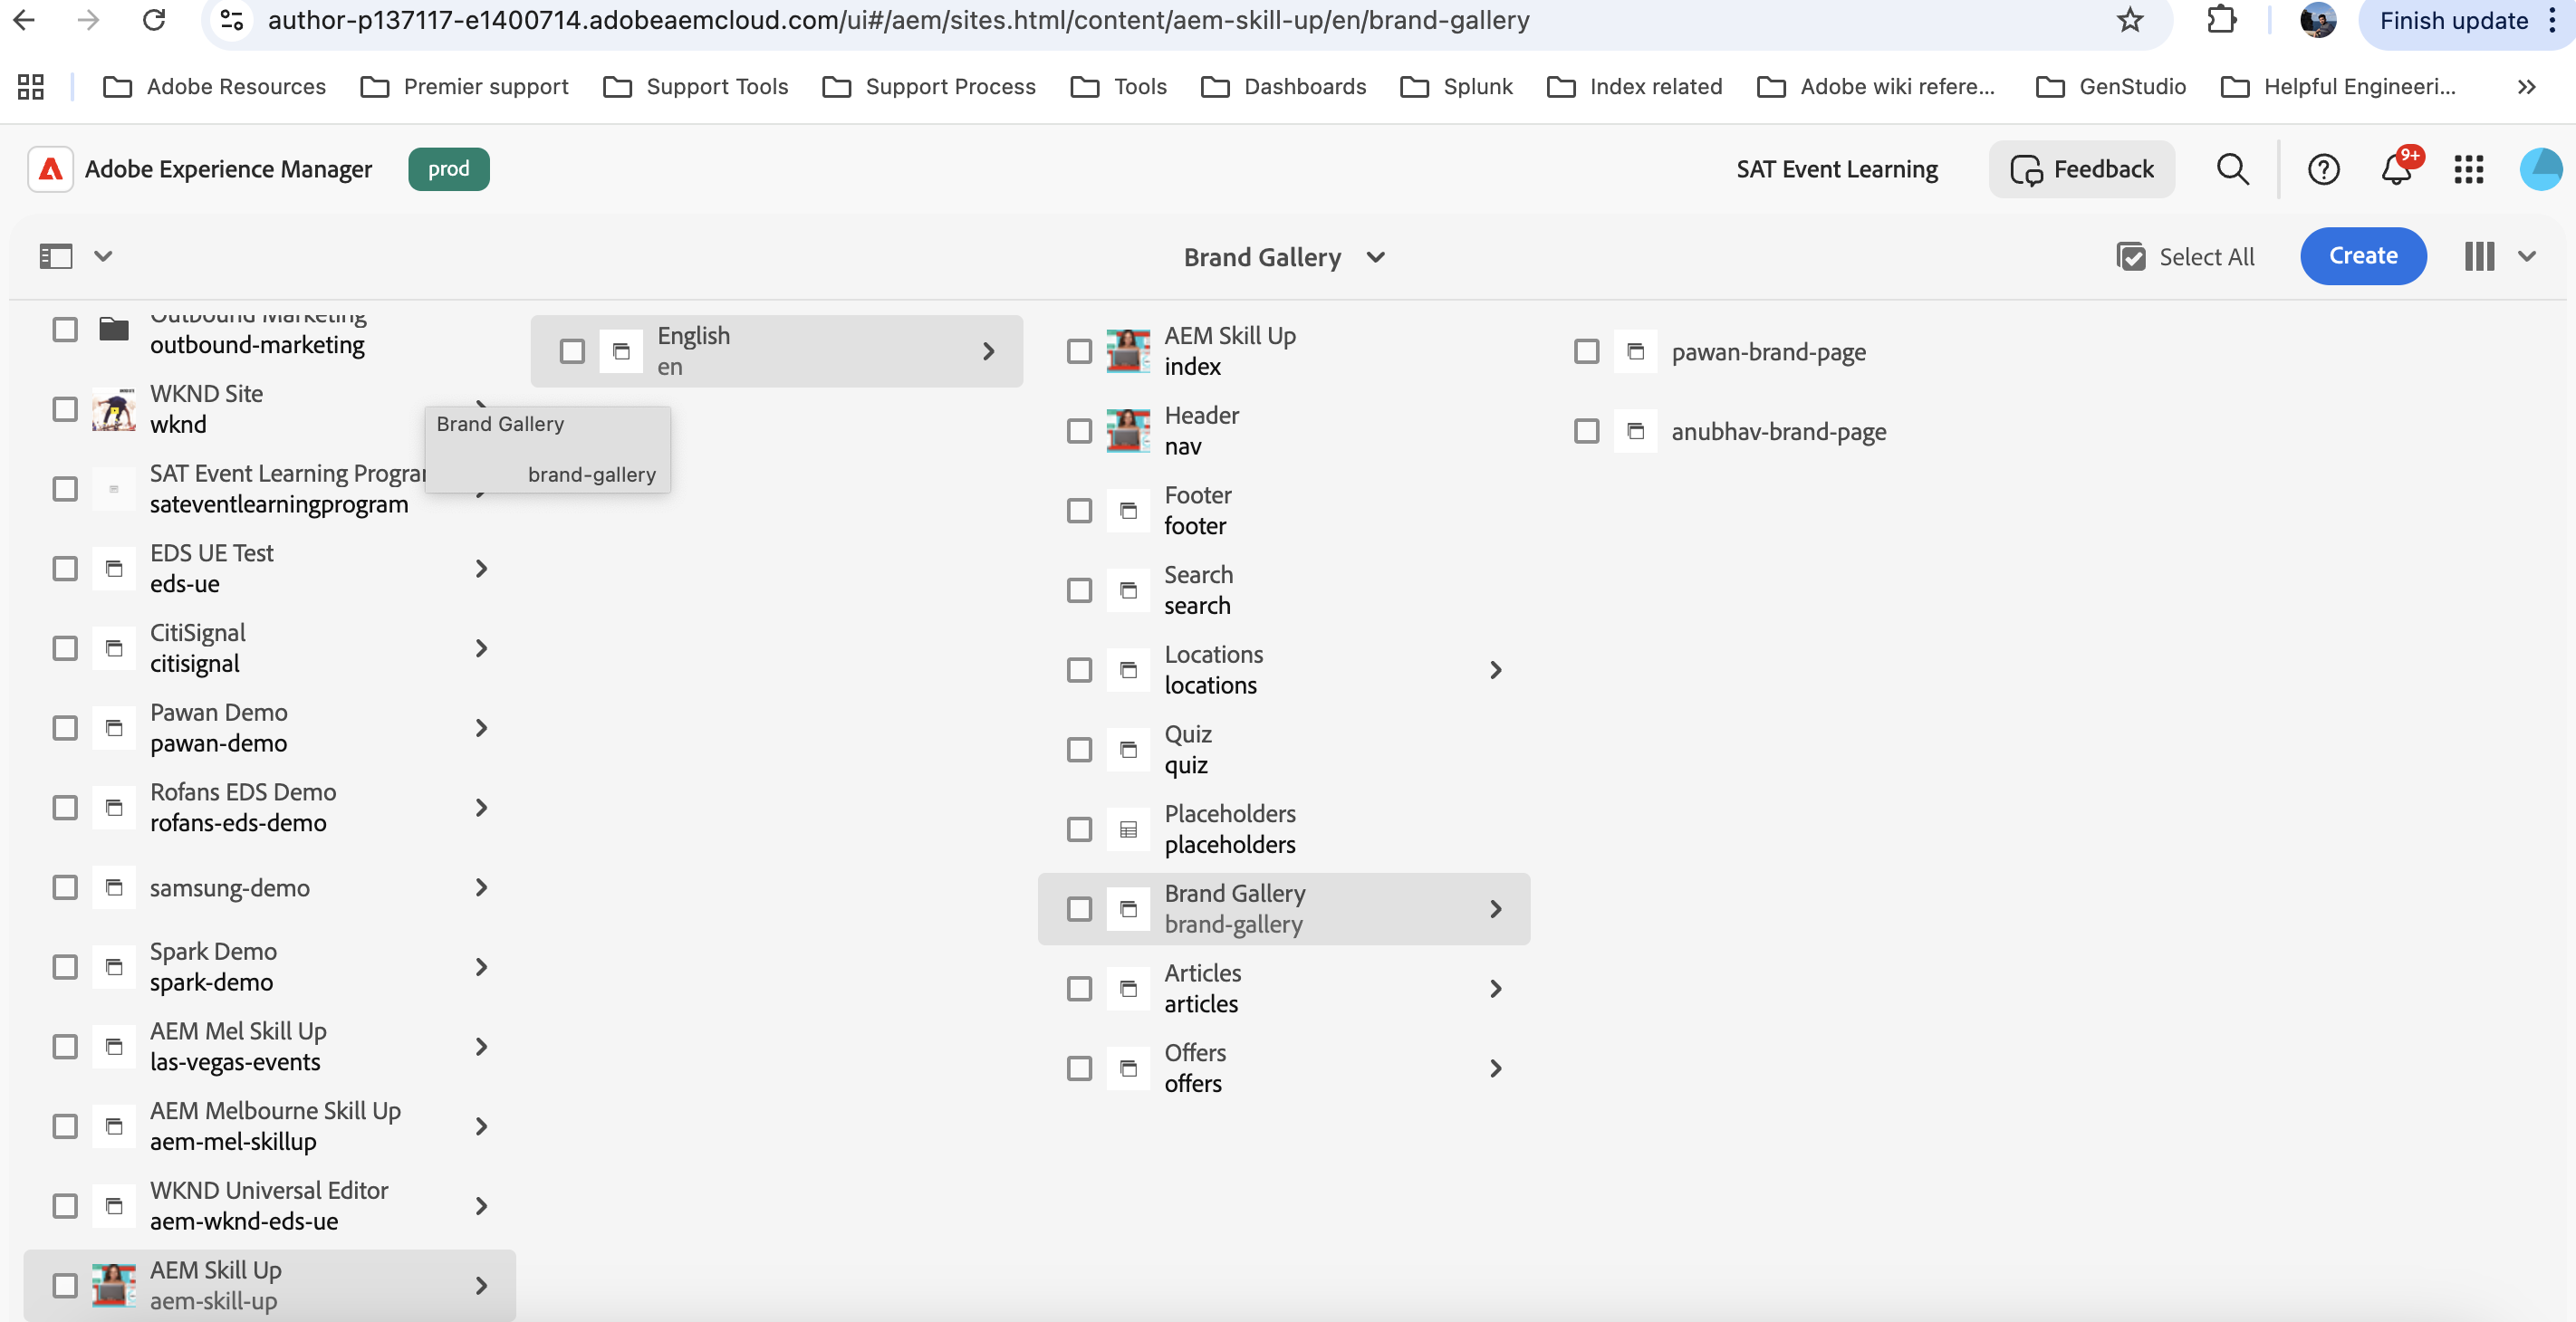 author-p137117-e1400714.adobeaemcloud.com/ui#/aem/sites.html/content/aem-skill-up/en/brand-gallery
Finish update
Adobe Resources
Premier support
Support Tools
Support Process
Tools
Dashboards
Splunk
Index related
Adobe wiki refere...
GenStudio
Helpful Engineeri...
Adobe Experience Manager
prod
SAT Event Learning
Feedback
9+
Brand Gallery
Select All
Create
Outbound Marketing
outbound-marketing
WKND Site
wknd
SAT Event Learning Progra
sateventlearningprogram
EDS UE Test
eds-ue
CitiSignal
citisignal
Pawan Demo
pawan-demo
Rofans EDS Demo
rofans-eds-demo
samsung-demo
Spark Demo
spark-demo
AEM Mel Skill Up
las-vegas-events
AEM Melbourne Skill Up
aem-mel-skillup
WKND Universal Editor
aem-wknd-eds-ue
AEM Skill Up
aem-skill-up
English
en
Brand Gallery
brand-gallery
AEM Skill Up
index
Header
nav
Footer
footer
Search
search
Locations
locations
Quiz
quiz
Placeholders
placeholders
Brand Gallery
brand-gallery
Articles
articles
Offers
offers
pawan-brand-page
anubhav-brand-page